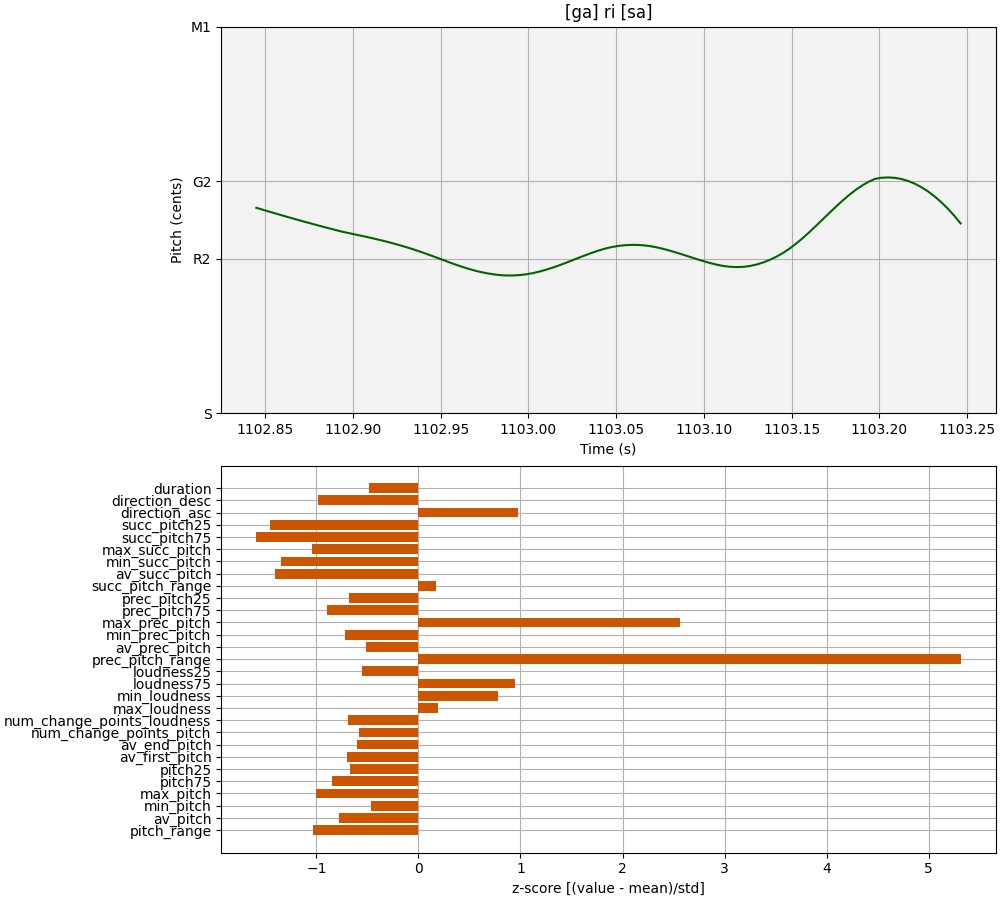 [ga] ri [sa]
M1
G2
R2
S
Pitch (cents)
1102.85 1102.90 1102.95 1103.00 1103.05 1103.10 1103.15 1103.20 1103.25
Time (s)
duration
direction_desc
direction_asc
succ_pitch25
succ_pitch75
max_succ_pitch
min_succ_pitch
av_succ_pitch
succ_pitch_range
prec_pitch25
prec_pitch75
max_prec_pitch
min_prec_pitch
av_prec_pitch
prec_pitch_range
loudness25
loudness75
min_loudness
max_loudness
num_change_points_loudness
num_change_points_pitch
av_end_pitch
av_first_pitch
pitch25
pitch75
max_pitch
min_pitch
av_pitch
pitch_range
−1 0 1 2 3 4 5
z-score [(value - mean)/std]